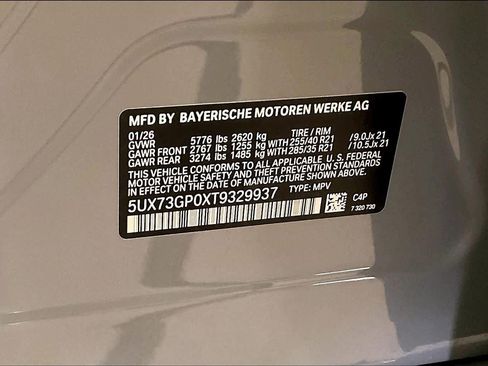 MFD BY BAYERISCHE MOTOREN WERKE AG
01/26 TIRE / RIM
GVWR 5776 lbs 2620 kg
GAWR FRONT 2767 lbs 1255 kg WITH 255/40 R21 / 9.0Jx 21
GAWR REAR 3274 lbs 1485 kg WITH 285/35 R21 / 10.5Jx 21
THIS VEHICLE CONFORMS TO ALL APPLICABLE U. S. FEDERAL
MOTOR VEHICLE SAFETY AND THEFT PREVENTION STANDARDS IN
EFFECT ON THE DATE OF MANUFACTURE SHOWN ABOVE.
5UX73GP0XT9329937 TYPE: MPV
C4P
7 320 730